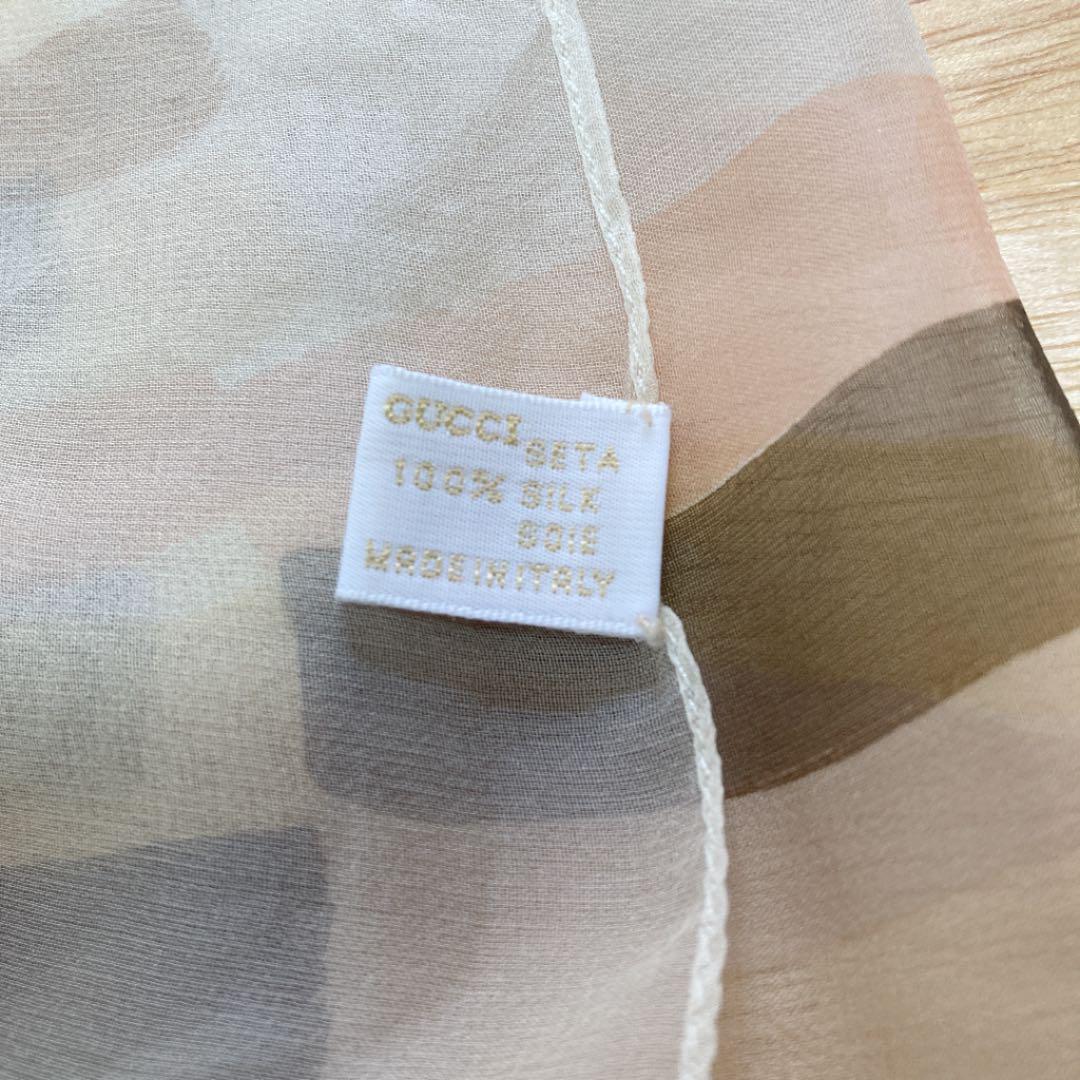 GUCCI
SETA
100% SILK
SOIE
MADE IN ITALY